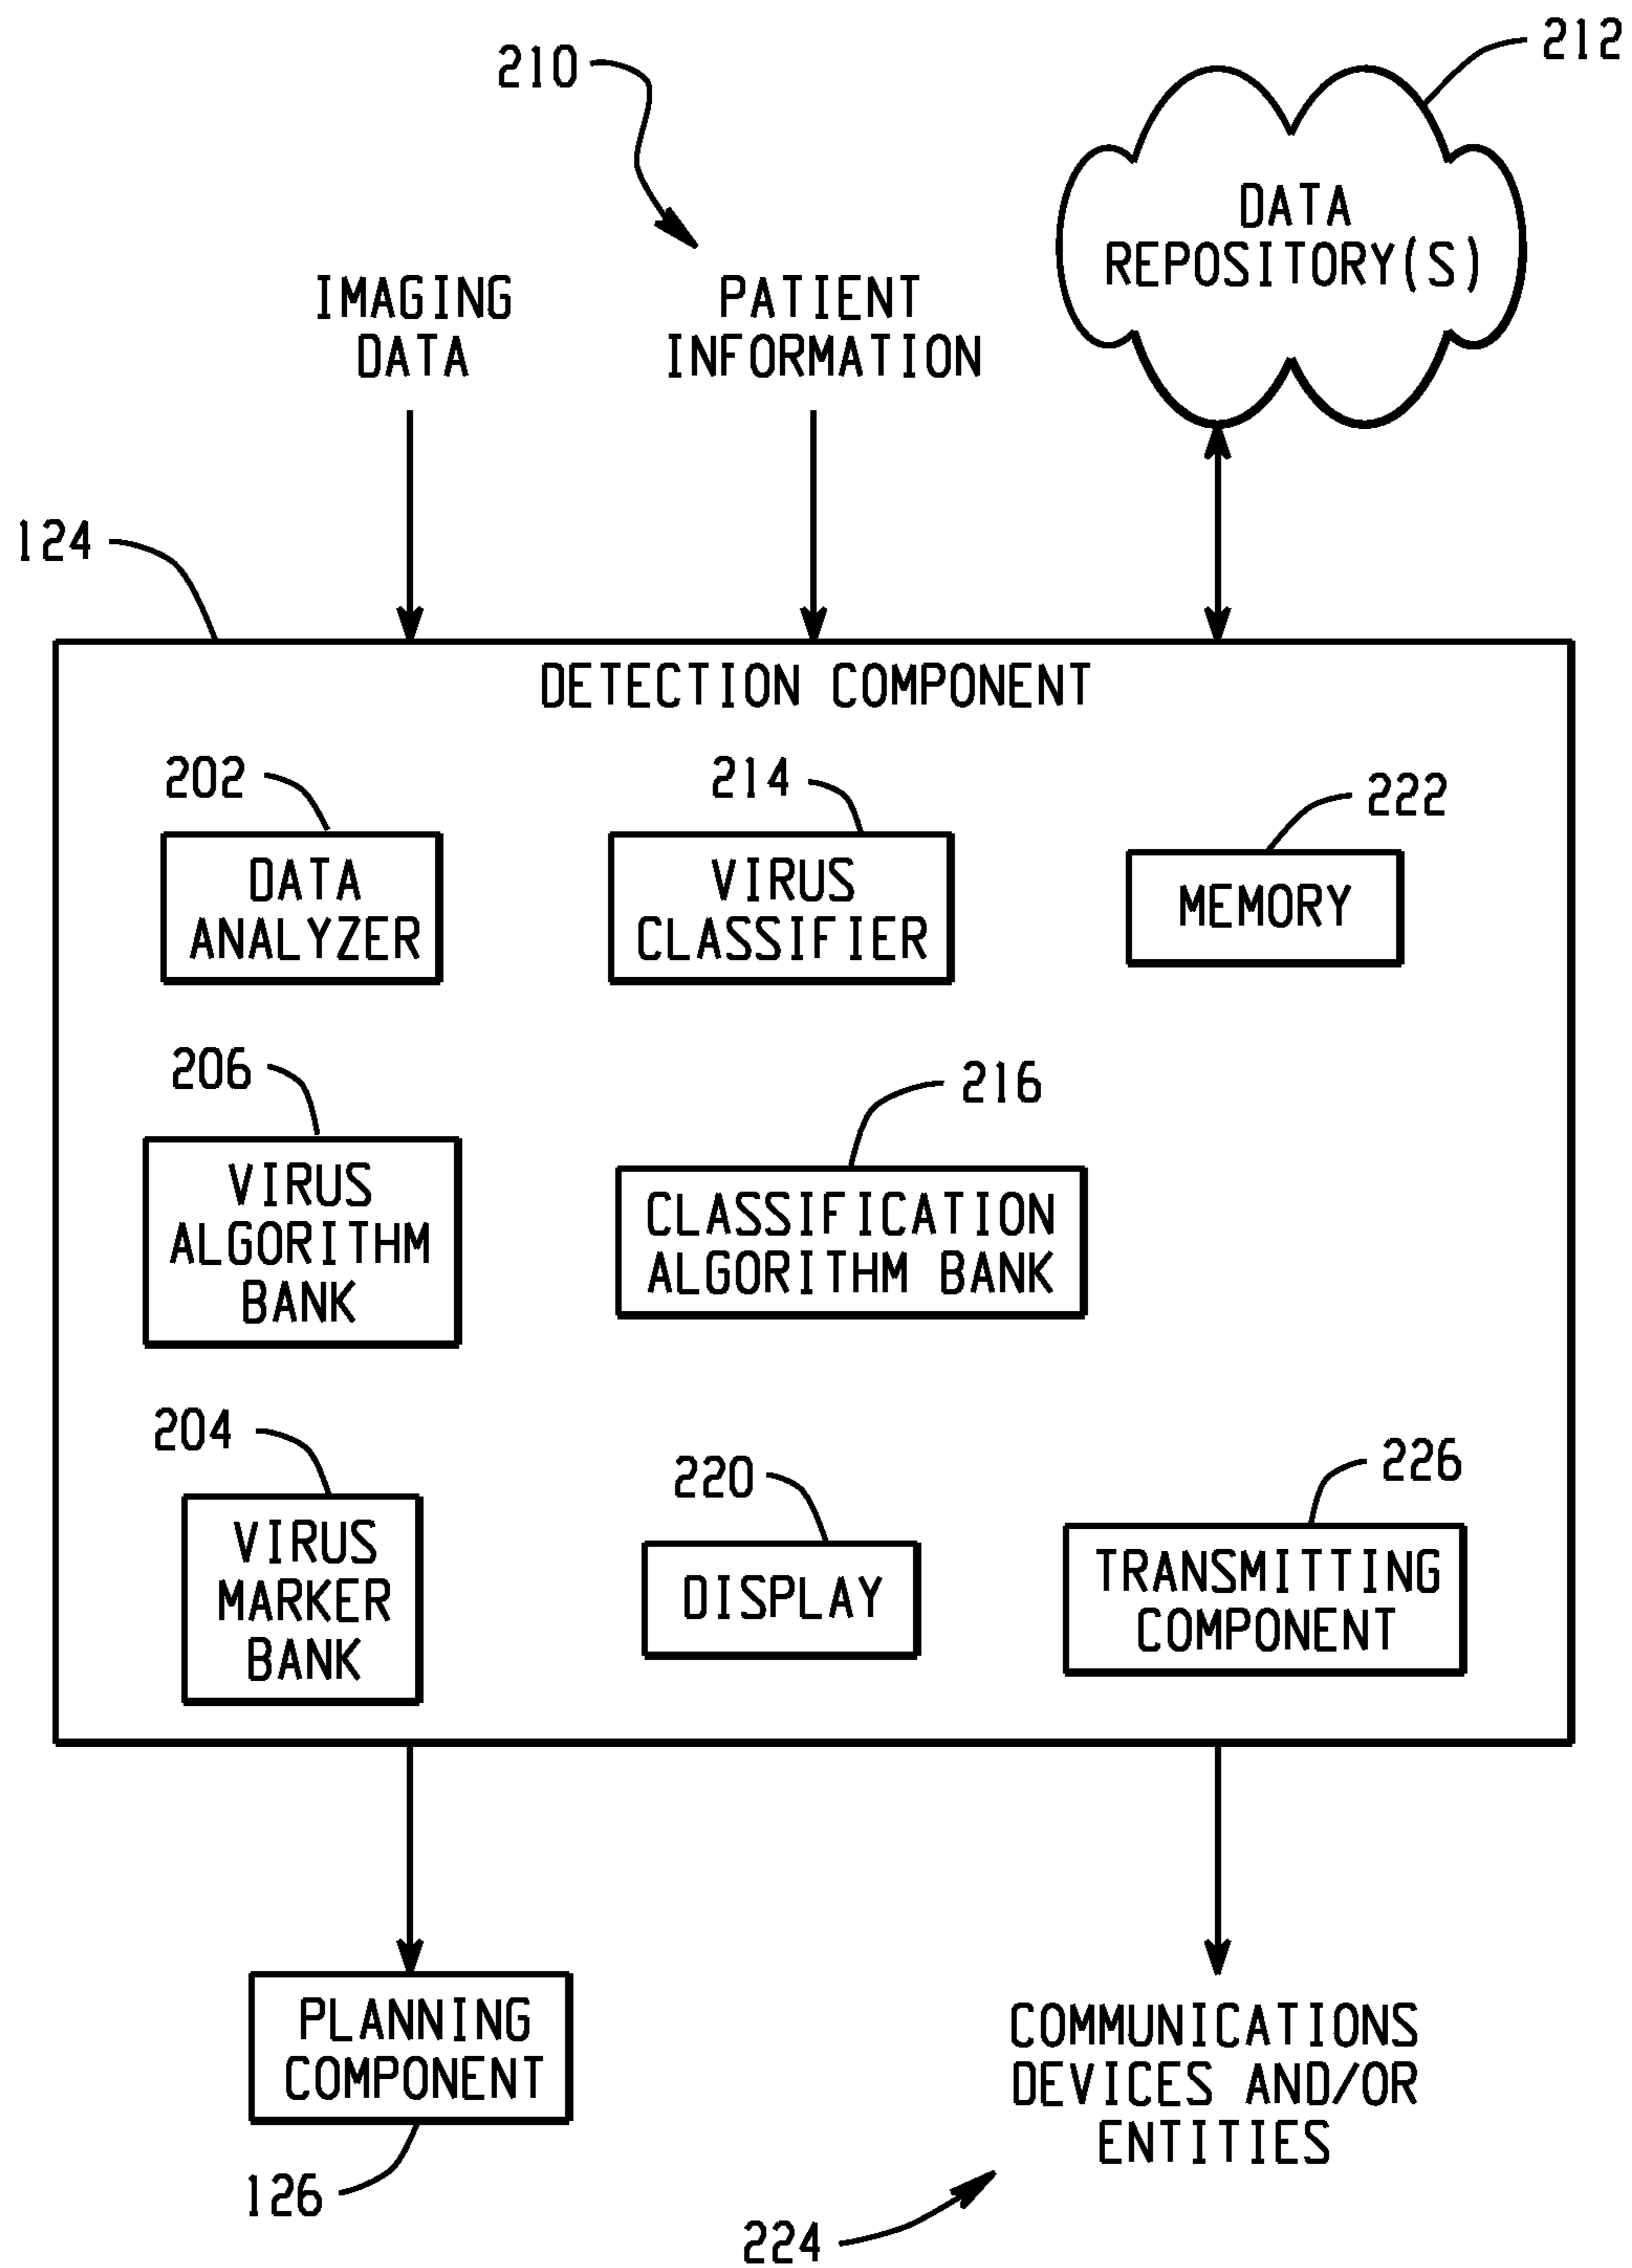 210
212
IMAGING
DATA
PATIENT
INFORMATION
DATA
REPOSITORY(S)
124
DETECTION COMPONENT
202
214
222
DATA
ANALYZER
VIRUS
CLASSIFIER
MEMORY
206
216
VIRUS
ALGORITHM
BANK
CLASSIFICATION
ALGORITHM BANK
204
220
226
VIRUS
MARKER
BANK
DISPLAY
TRANSMITTING
COMPONENT
PLANNING
COMPONENT
COMMUNICATIONS
DEVICES AND/OR
ENTITIES
126
224